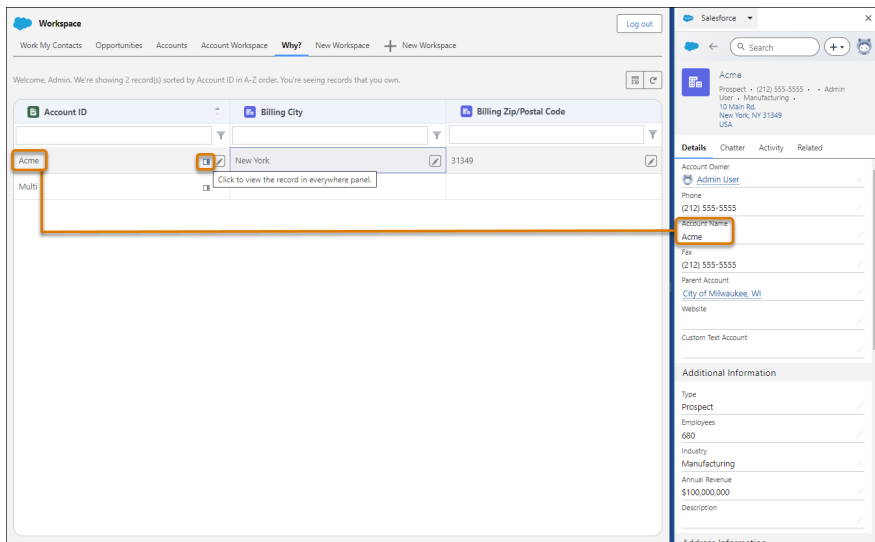 Workspace
Log out
Work My Contacts Opportunities Accounts Account Workspace Why? New Workspace New Workspace
Welcome, Admin. We're showing 2 record(s) sorted by Account ID in A-Z order. You're seeing records that you own.
Account ID Billing City Billing Zip/Postal Code
Acme New York 31349
Click to view the record in everywhere panel.
Multi
Salesforce
Search
Acme
Prospect • (212) 555-5555 • • Admin
User • Manufacturing •
10 Main Rd.
New York, NY 31349
USA
Details Chatter Activity Related
Account Owner
Admin User
Phone
(212) 555-5555
Account Name
Acme
Fax
(212) 555-5555
Parent Account
City of Milwaukee, WI
Website
Custom Text Account
Additional Information
Type
Prospect
Employees
680
Industry
Manufacturing
Annual Revenue
$100,000,000
Description
Address Information